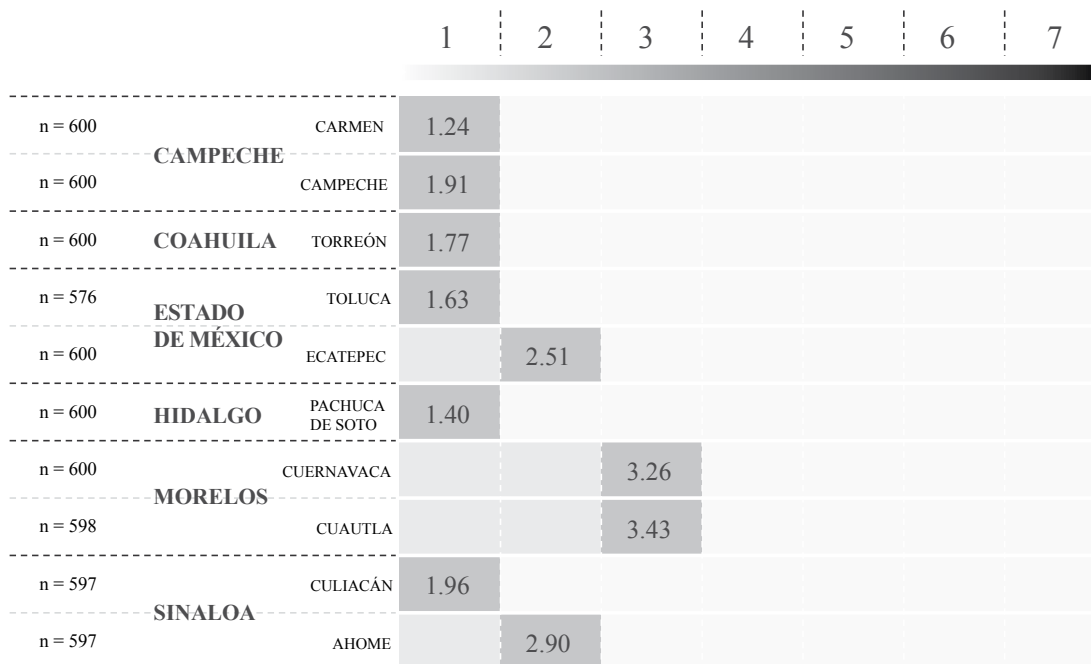 1 2 3 4 5 6 7
n = 600 CARMEN 1.24
CAMPECHE
n = 600 CAMPECHE 1.91
n = 600 COAHUILA TORREÓN 1.77
n = 576 TOLUCA 1.63
ESTADO
DE MÉXICO
n = 600 ECATEPEC 2.51
n = 600 HIDALGO PACHUCA
DE SOTO 1.40
n = 600 CUERNAVACA 3.26
MORELOS
n = 598 CUAUTLA 3.43
n = 597 CULIACÁN 1.96
SINALOA
n = 597 AHOME 2.90